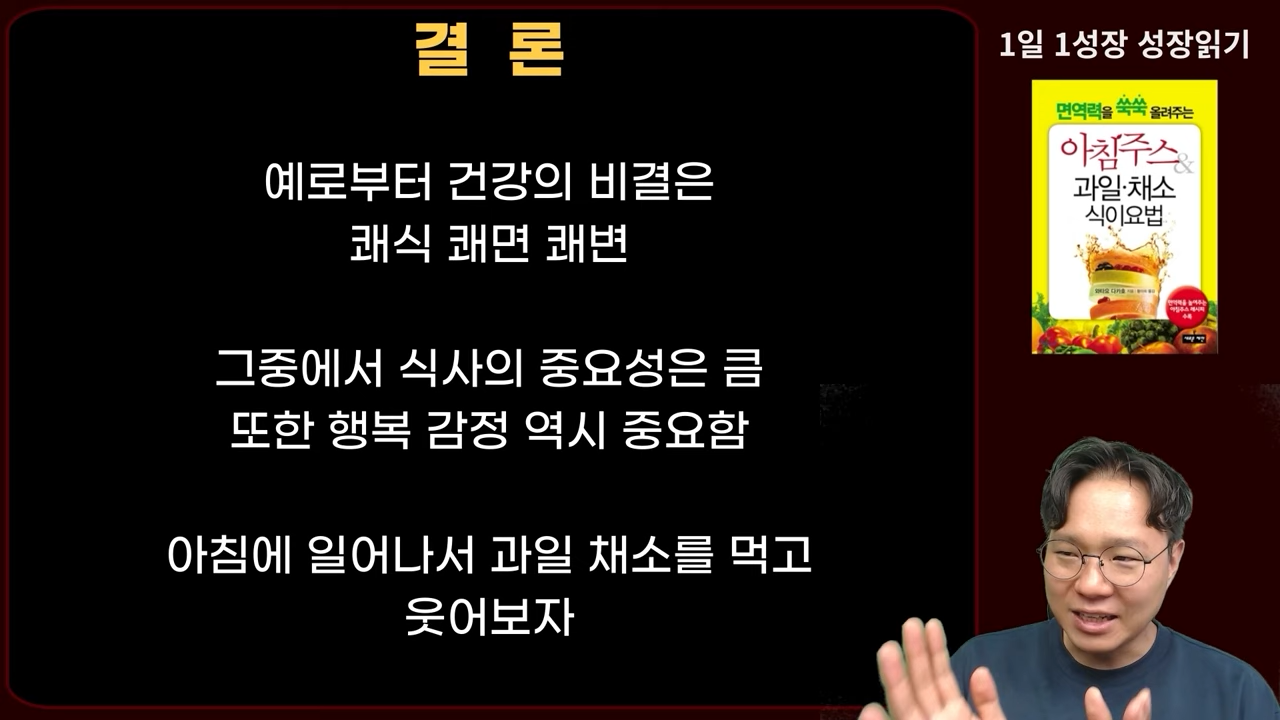 결 론
예로부터 건강의 비결은
쾌식 쾌면 쾌변
그중에서 식사의 중요성은 큼
또한 행복 감정 역시 중요함
아침에 일어나서 과일 채소를 먹고
웃어보자
1일 1성장 성장읽기
면역력을 쑥쑥 올려주는
아침주스&
과일·채소
식이요법